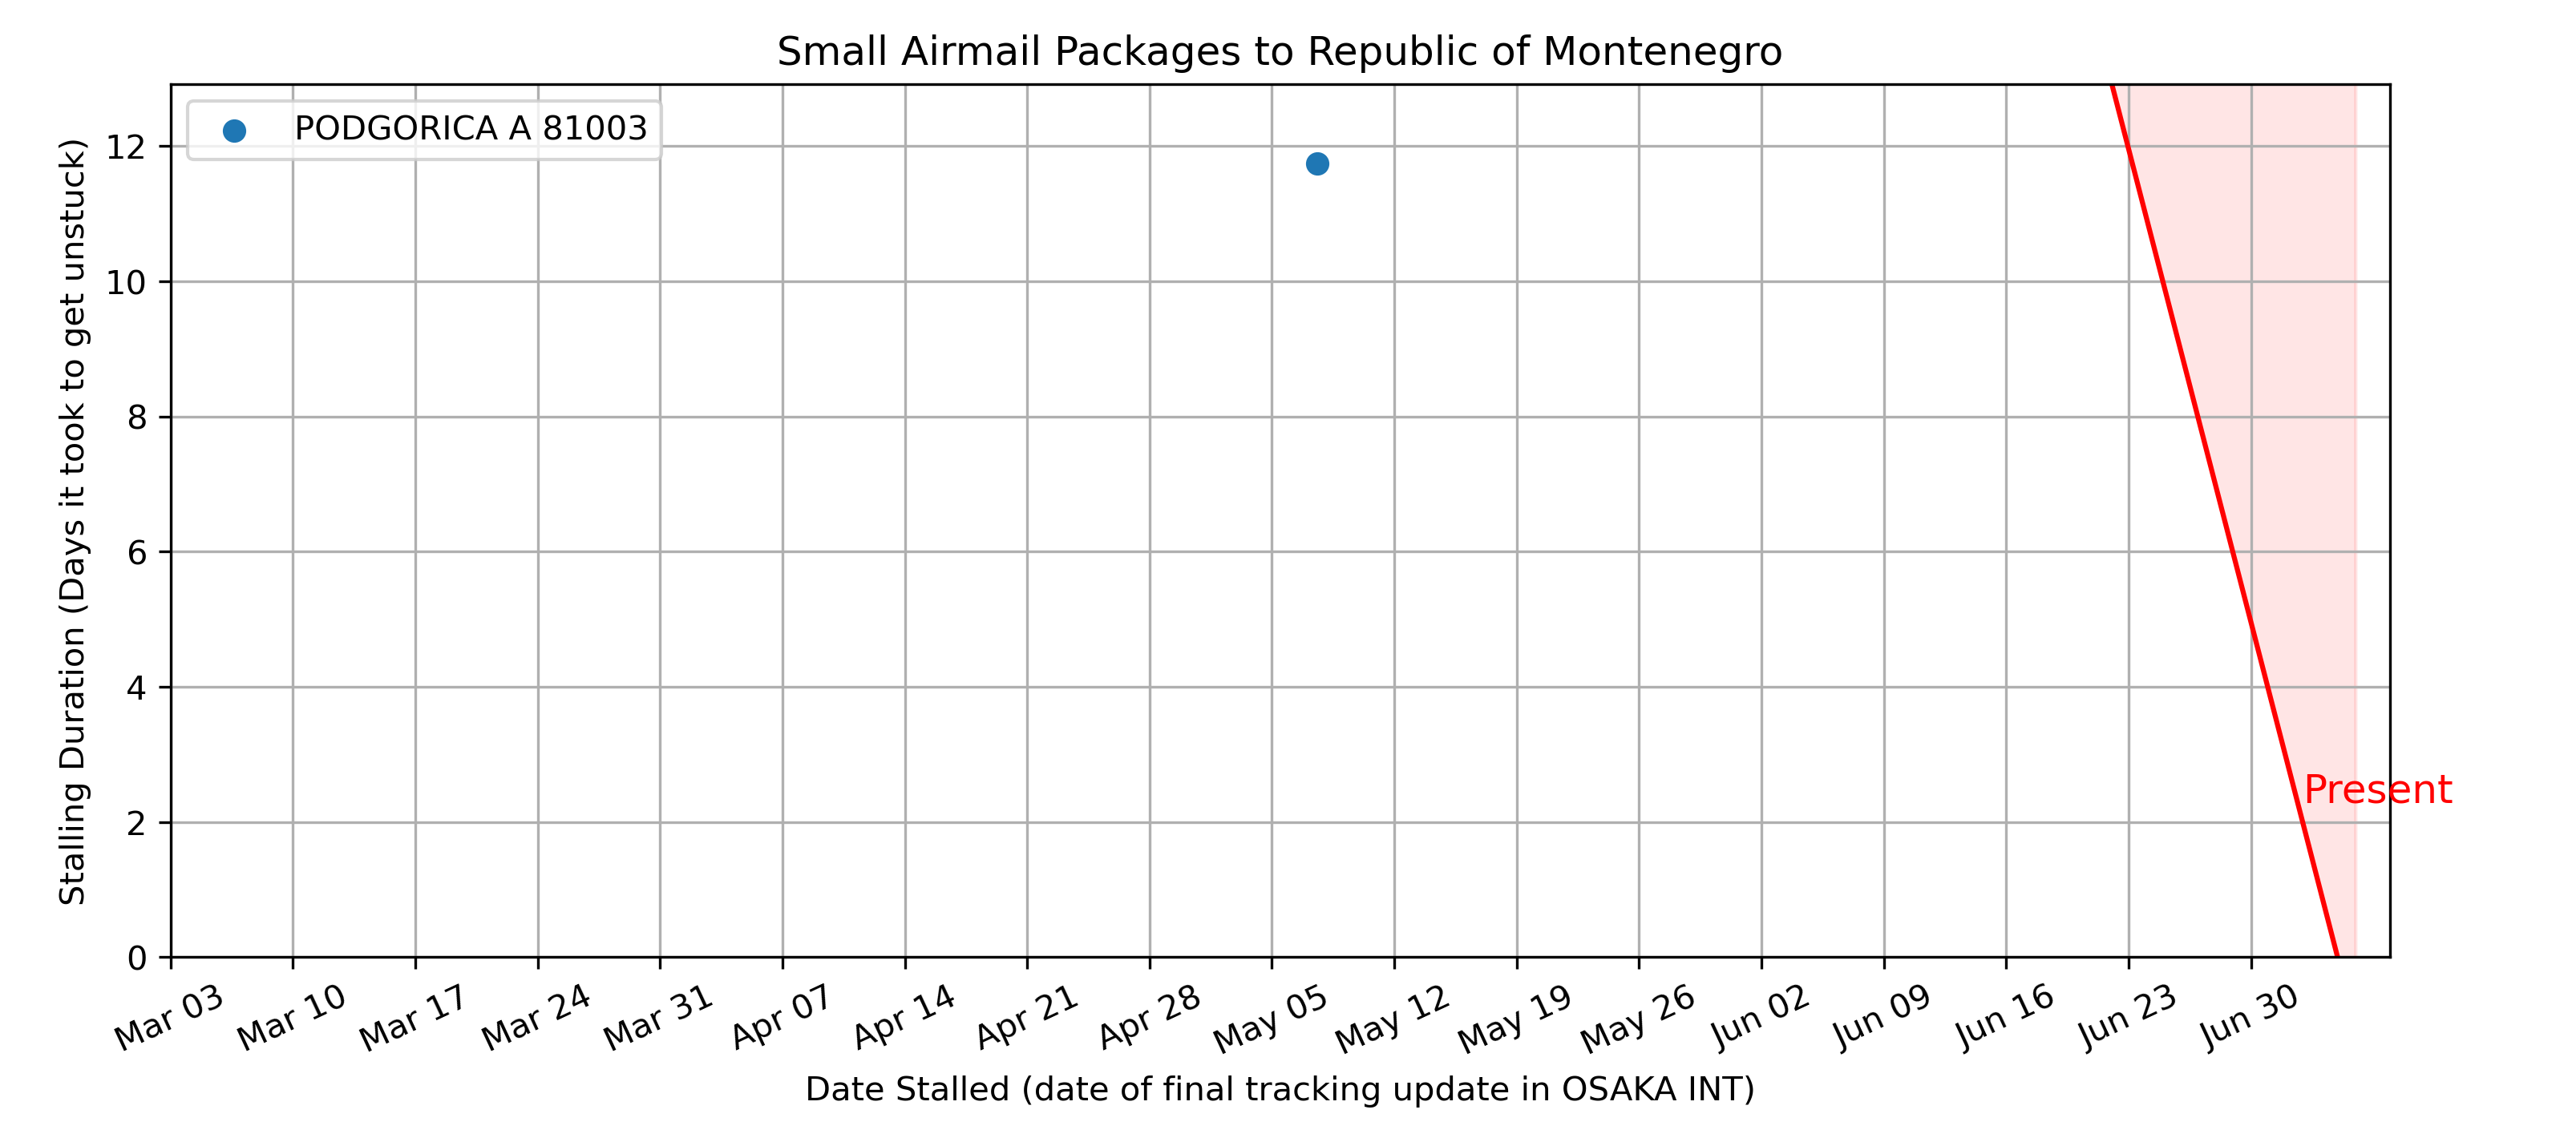 Small Airmail Packages to Republic of Montenegro
PODGORICA A 81003
Stalling Duration (Days it took to get unstuck)
12
10
8
6
4
2
0
Present
Mar 03
Mar 10
Mar 17
Mar 24
Mar 31
Apr 07
Apr 14
Apr 21
Apr 28
May 05
May 12
May 19
May 26
Jun 02
Jun 09
Jun 16
Jun 23
Jun 30
Date Stalled (date of final tracking update in OSAKA INT)